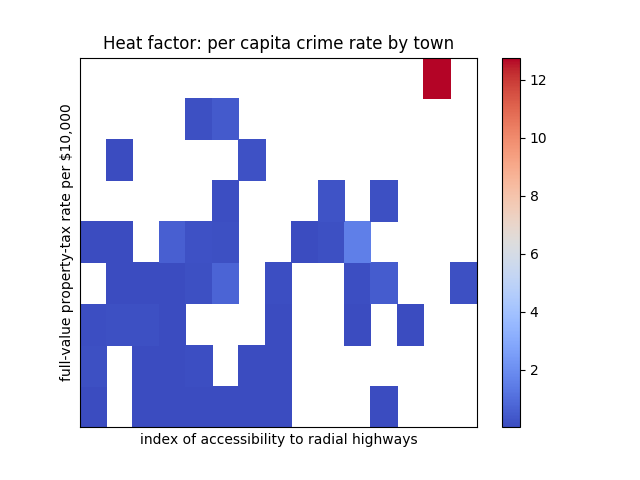 Heat factor: per capita crime rate by town
full-value property-tax rate per $10,000
index of accessibility to radial highways
12
10
8
6
4
2